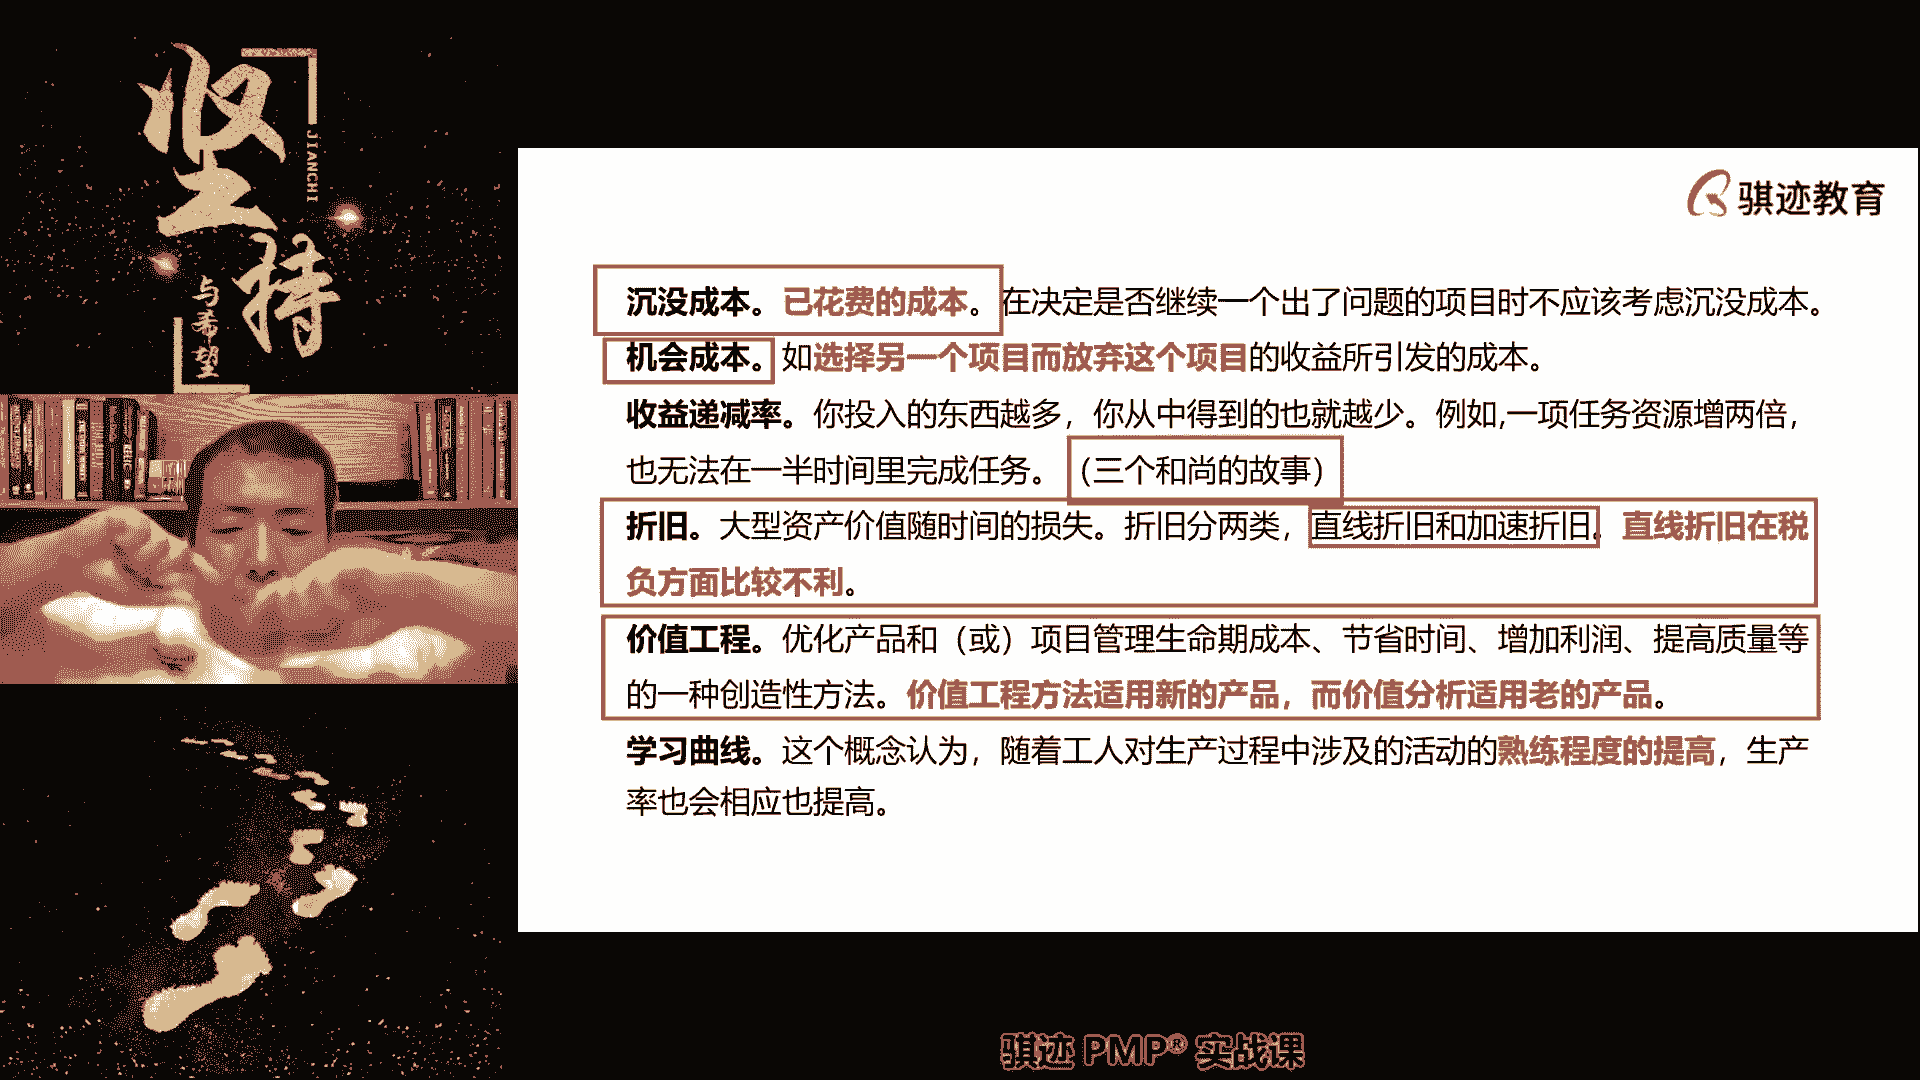 坚持
JIANCHI
与希望
骐迹教育
沉没成本。已花费的成本。在决定是否继续一个出了问题的项目时不应该考虑沉没成本。
机会成本。如选择另一个项目而放弃这个项目的收益所引发的成本。
收益递减率。你投入的东西越多，你从中得到的也就越少。例如,一项任务资源增两倍，
也无法在一半时间里完成任务。（三个和尚的故事）
折旧。大型资产价值随时间的损失。折旧分两类，直线折旧和加速折旧。直线折旧在税
负方面比较不利。
价值工程。优化产品和（或）项目管理生命期成本、节省时间、增加利润、提高质量等
的一种创造性方法。价值工程方法适用新的产品，而价值分析适用老的产品。
学习曲线。这个概念认为，随着工人对生产过程中涉及的活动的熟练程度的提高，生产
率也会相应也提高。
骐迹 PMP® 实战课